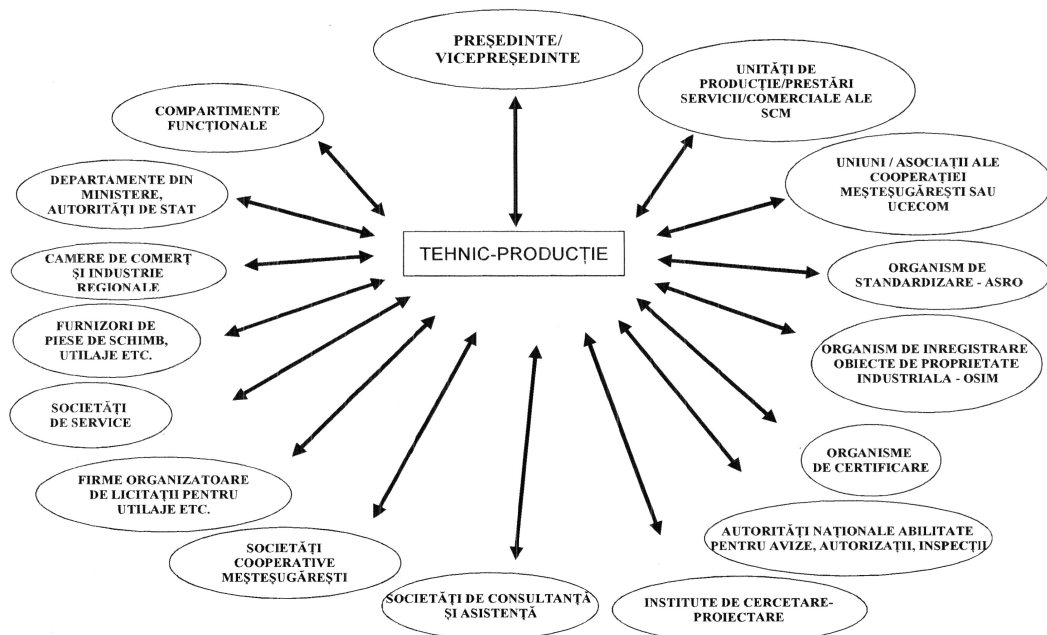 PREŞEDINTE/
VICEPREŞEDINTE
UNITĂŢI DE
PRODUCŢIE/PRESTĂRI
SERVICII/COMERCIALE ALE
SCM
COMPARTIMENTE
FUNCŢIONALE
UNIUNI / ASOCIAŢII ALE
COOPERAŢIEI
MEŞTEŞUGĂREŞTI SAU
UCECOM
DEPARTAMENTE DIN
MINISTERE,
AUTORITĂŢI DE STAT
TEHNIC-PRODUCŢIE
CAMERE DE COMERŢ
ŞI INDUSTRIE
REGIONALE
ORGANISM DE
STANDARDIZARE - ASRO
FURNIZORI DE
PIESE DE SCHIMB,
UTILAJE ETC.
ORGANISM DE INREGISTRARE
OBIECTE DE PROPRIETATE
INDUSTRIALA - OSIM
SOCIETĂŢI
DE SERVICE
ORGANISME
DE CERTIFICARE
FIRME ORGANIZATOARE
DE LICITAŢII PENTRU
UTILAJE ETC.
AUTORITĂŢI NAŢIONALE ABILITATE
PENTRU AVIZE, AUTORIZAŢII, INSPECŢII
SOCIETĂŢI
COOPERATIVE
MEŞTEŞUGĂREŞTI
SOCIETĂŢI DE CONSULTANŢĂ
ŞI ASISTENŢĂ
INSTITUTE DE CERCETARE-
PROIECTARE